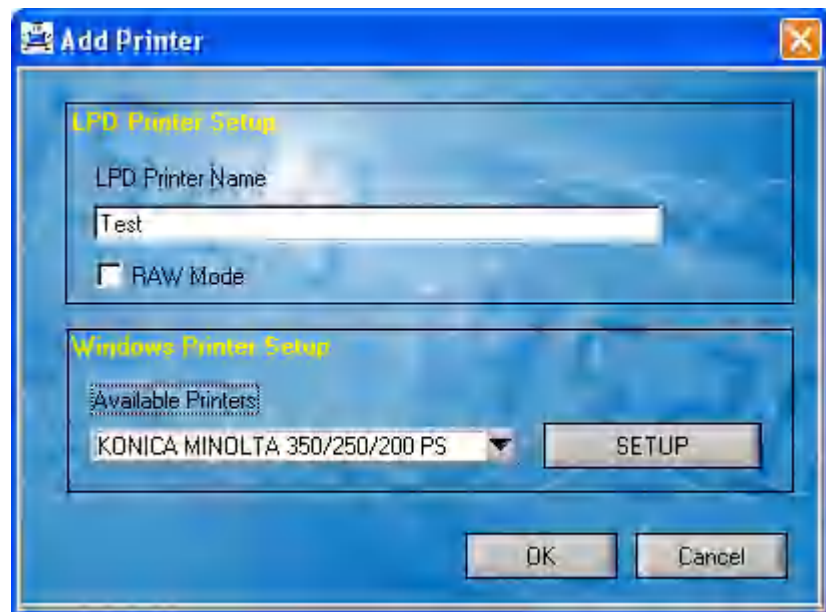 Add Printer
LPD Printer Setup
LPD Printer Name
Test
RAW Mode
Windows Printer Setup
Available Printers
KONICA MINOLTA 350/250/200 PS
SETUP
OK Cancel